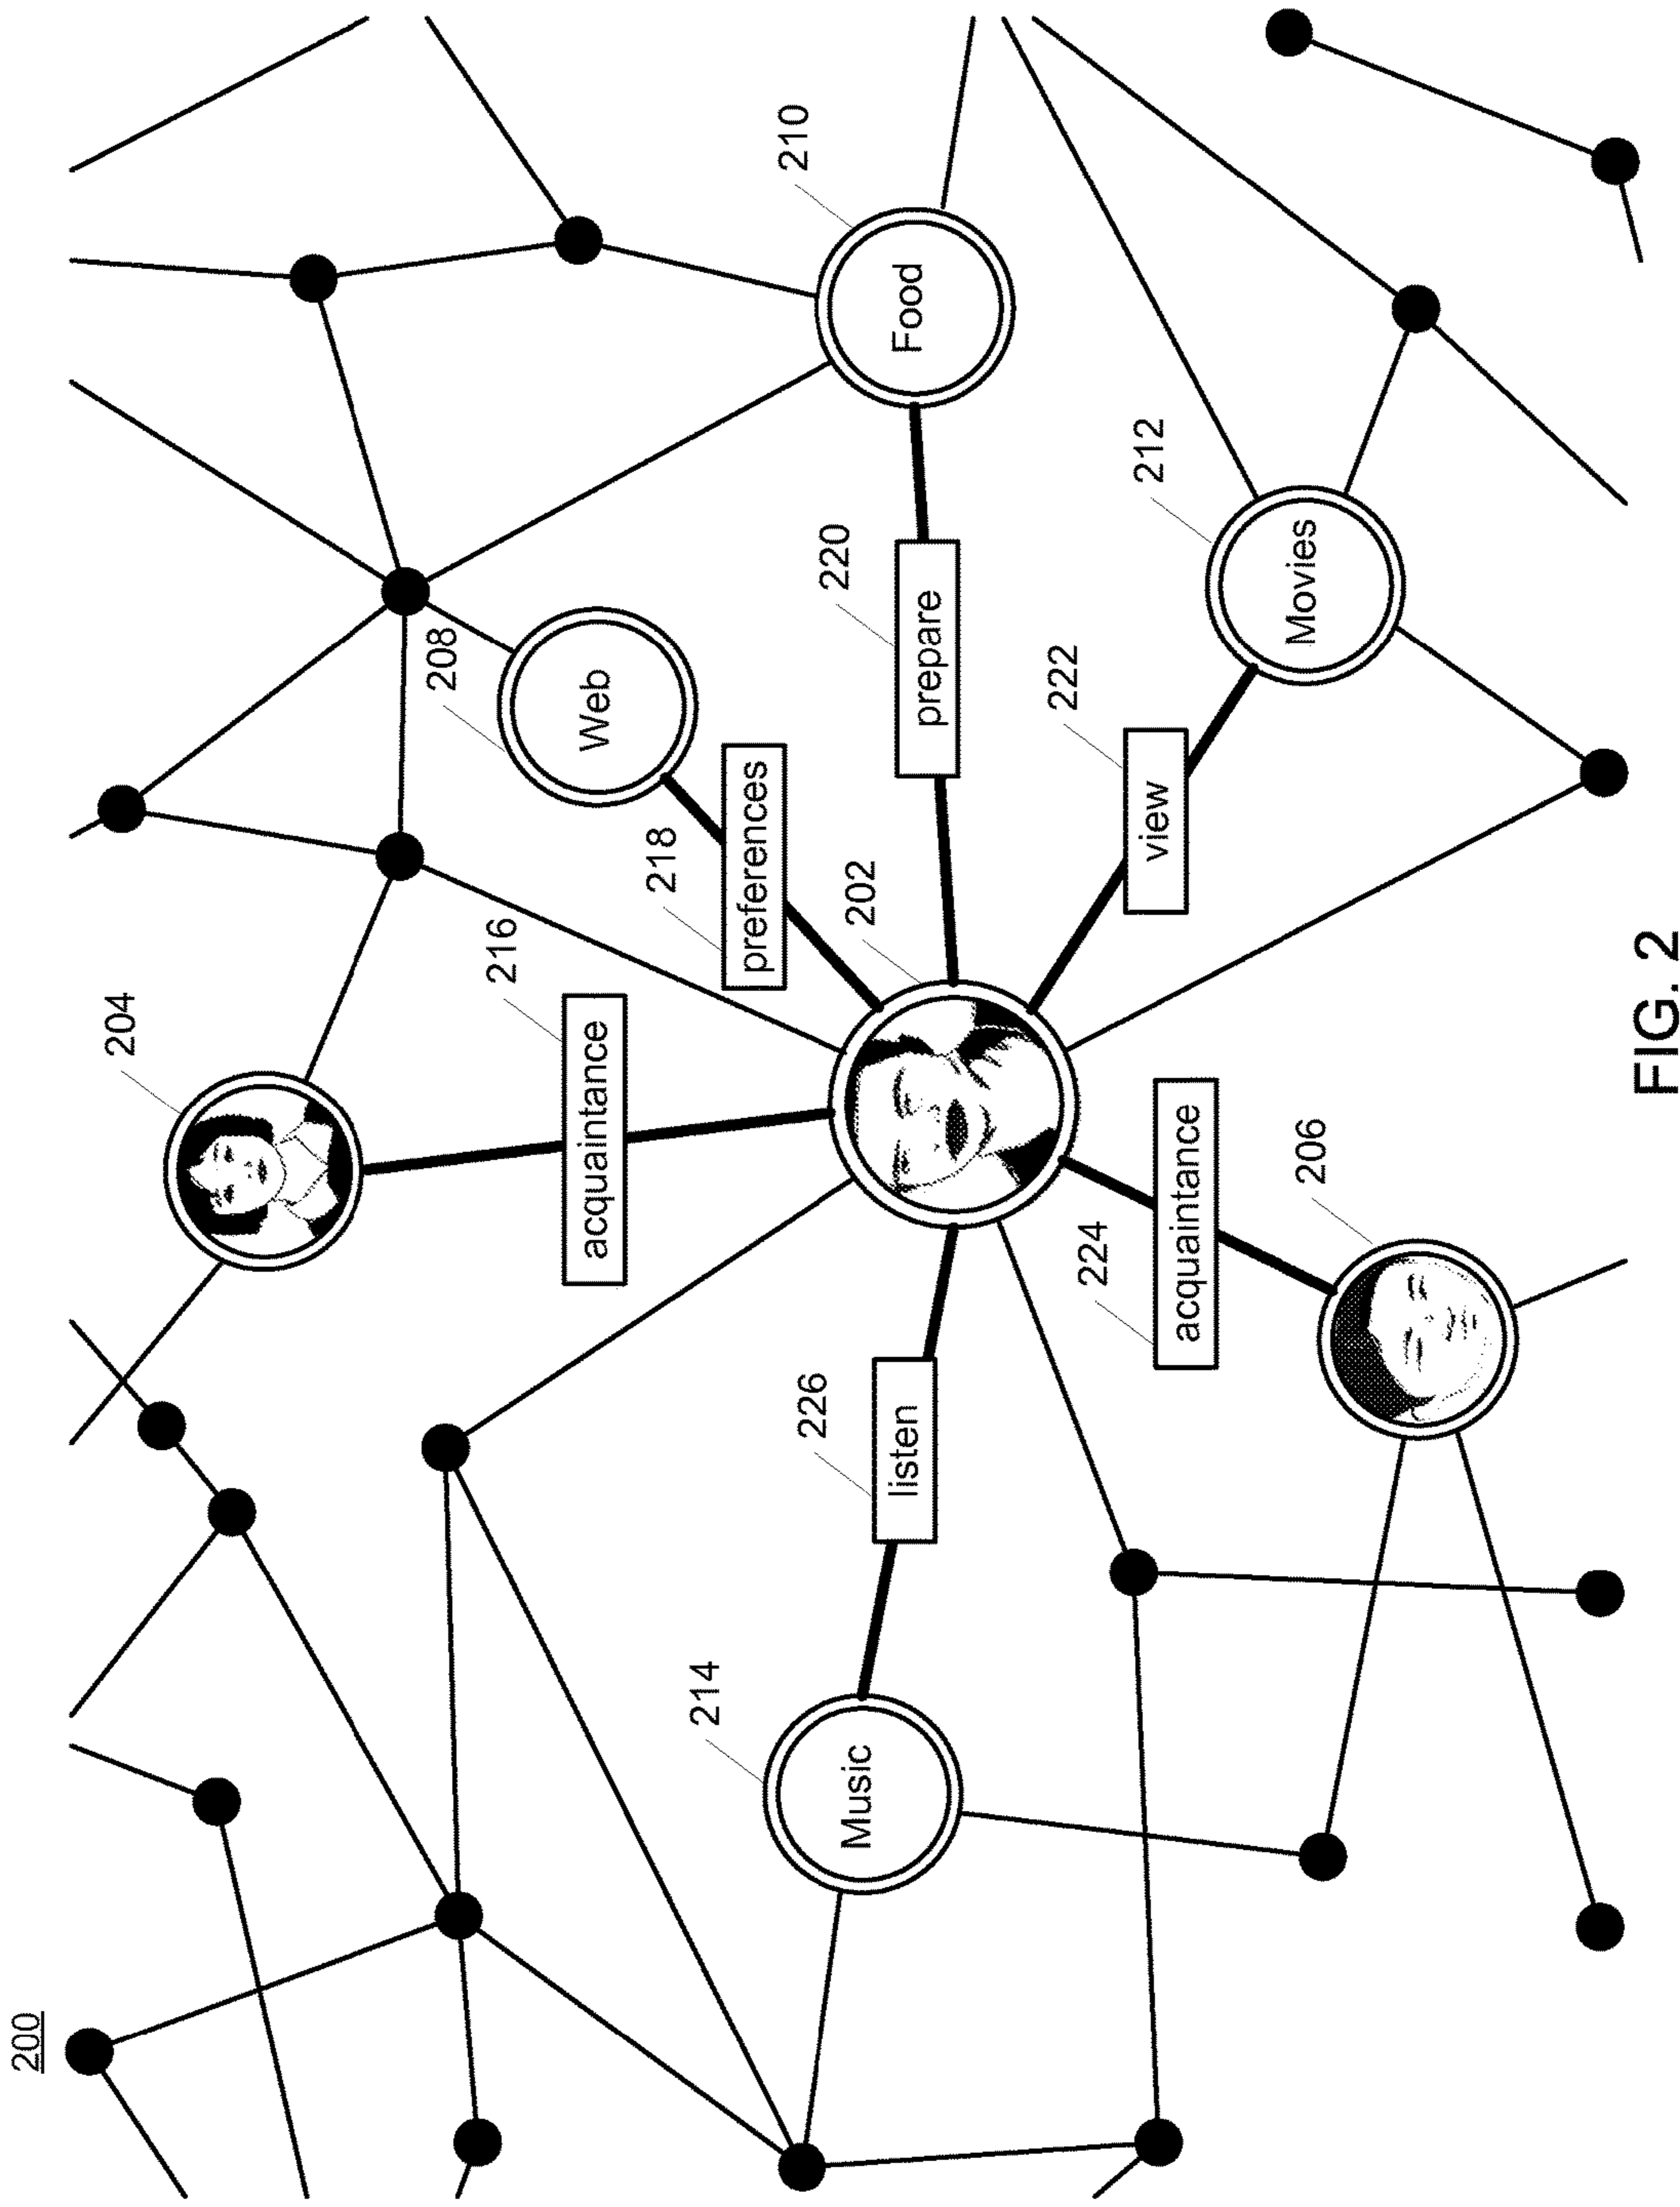 200
204
216
acquaintance
208
Web
218
preferences
210
Food
220
prepare
202
214
Music
226
listen
222
view
212
Movies
224
acquaintance
206
FIG. 2